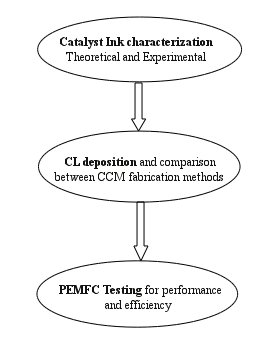 Catalyst Ink characterization
Theoretical and Experimental
CL deposition and comparison
between CCM fabrication methods
PEMFC Testing for performance
and efficiency